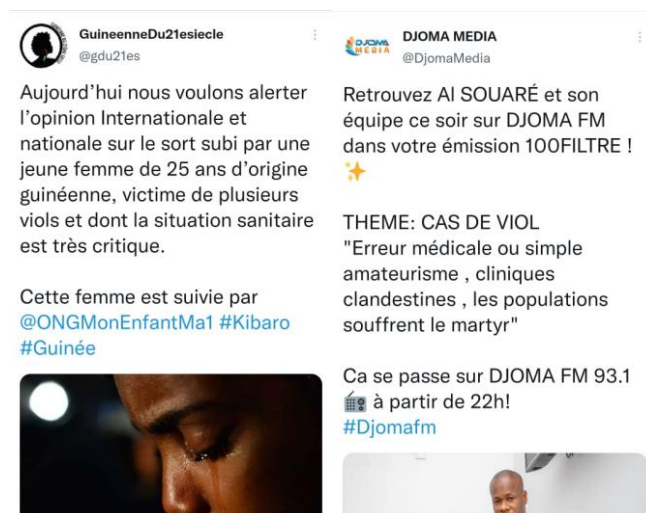 GuineenneDu21esiecle
@gdu21es
Aujourd’hui nous voulons alerter
l’opinion Internationale et
nationale sur le sort subi par une
jeune femme de 25 ans d’origine
guinéenne, victime de plusieurs
viols et dont la situation sanitaire
est très critique.
Cette femme est suivie par
@ONGMonEnfantMa1 #Kibaro
#Guinée
DJOMA
MEDIA
DJOMA MEDIA
@DjomaMedia
Retrouvez Al SOUARÉ et son
équipe ce soir sur DJOMA FM
dans votre émission 100FILTRE !
✨
THEME: CAS DE VIOL
"Erreur médicale ou simple
amateurisme , cliniques
clandestines , les populations
souffrent le martyr"
Ca se passe sur DJOMA FM 93.1
📻 à partir de 22h!
#Djomafm